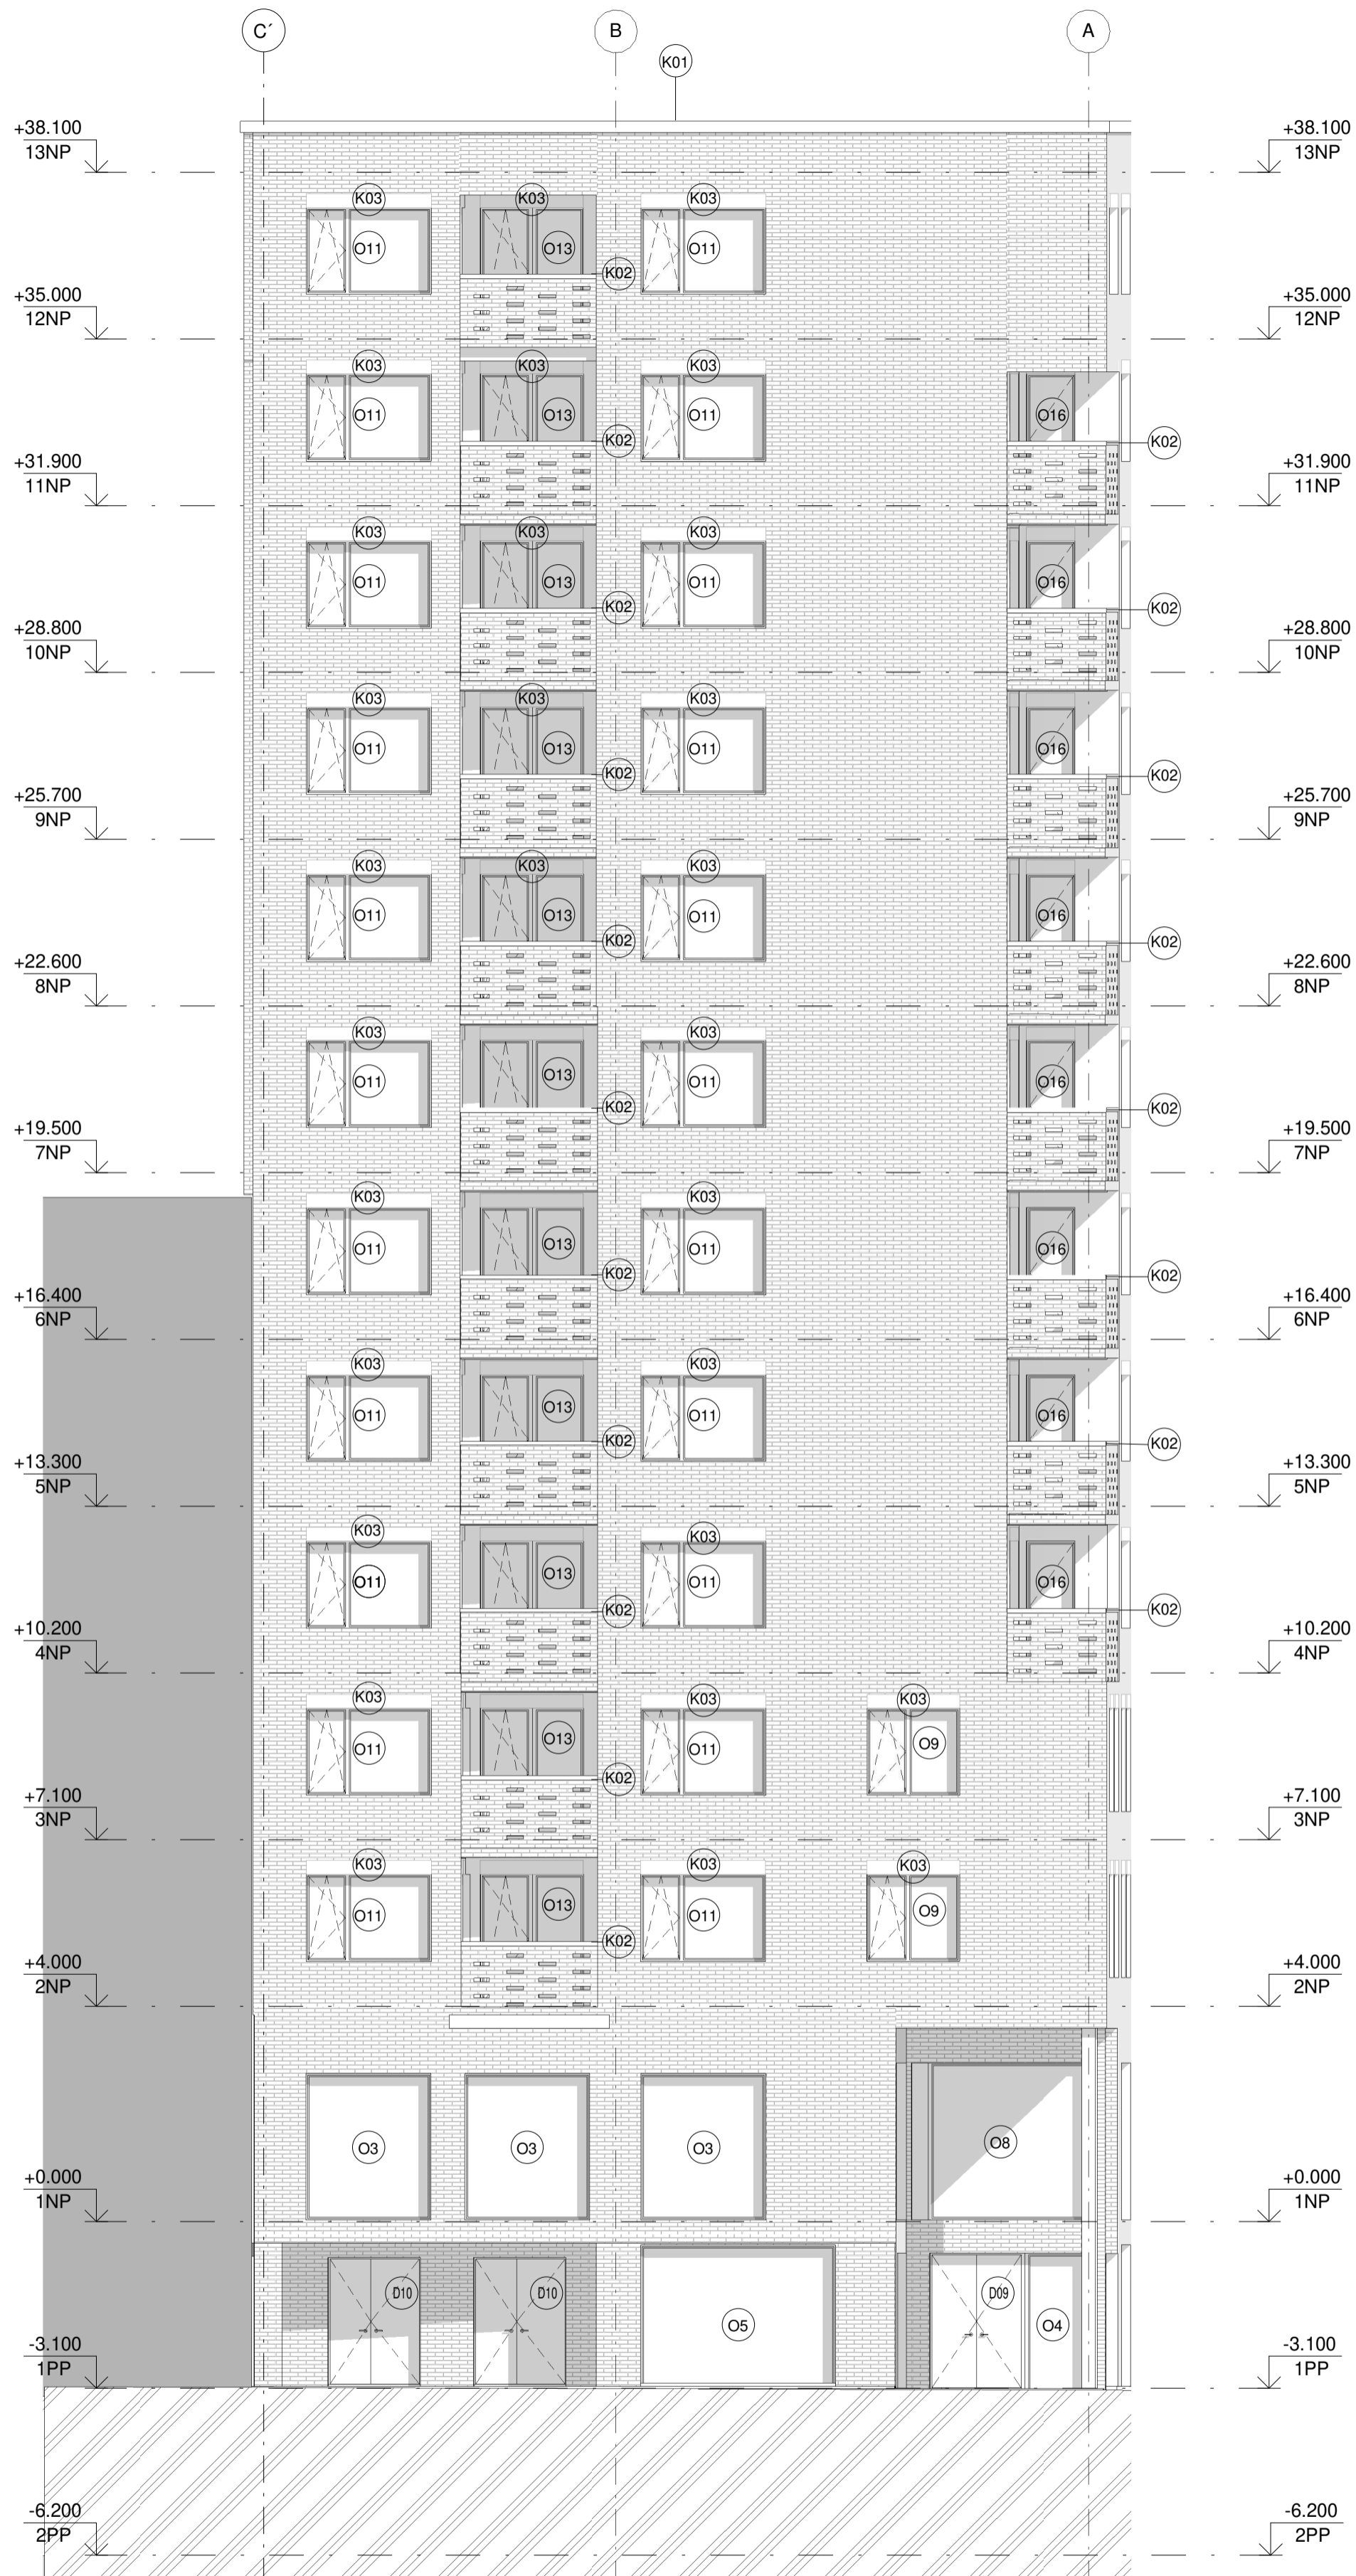 C´ B A
K01
+38.100 +38.100
13NP 13NP
K03 K03 K03
O11 O13 O11
K02
+35.000 +35.000
12NP 12NP
K03 K03 K03
O11 O13 O11 O16
K02 K02
+31.900 +31.900
11NP 11NP
K03 K03 K03
O11 O13 O11 O16
K02 K02
+28.800 +28.800
10NP 10NP
K03 K03 K03
O11 O13 O11 O16
K02 K02
+25.700 +25.700
9NP 9NP
K03 K03 K03
O11 O13 O11 O16
K02 K02
+22.600 +22.600
8NP 8NP
K03 K03
O11 O13 O11 O16
K02 K02
+19.500 +19.500
7NP 7NP
K03 K03
O11 O13 O11 O16
K02 K02
+16.400 +16.400
6NP 6NP
K03 K03
O11 O13 O11 O16
K02 K02
+13.300 +13.300
5NP 5NP
K03 K03
O11 O13 O11 O16
K02 K02
+10.200 +10.200
4NP 4NP
K03 K03 K03
O11 O13 O11 O9
K02
+7.100 +7.100
3NP 3NP
K03 K03 K03
O11 O13 O11 O9
K02
+4.000 +4.000
2NP 2NP
O3 O3 O3 O8
+0.000 +0.000
1NP 1NP
D10 D10 D09
O5 O4
-3.100 -3.100
1PP 1PP
-6.200 -6.200
2PP 2PP